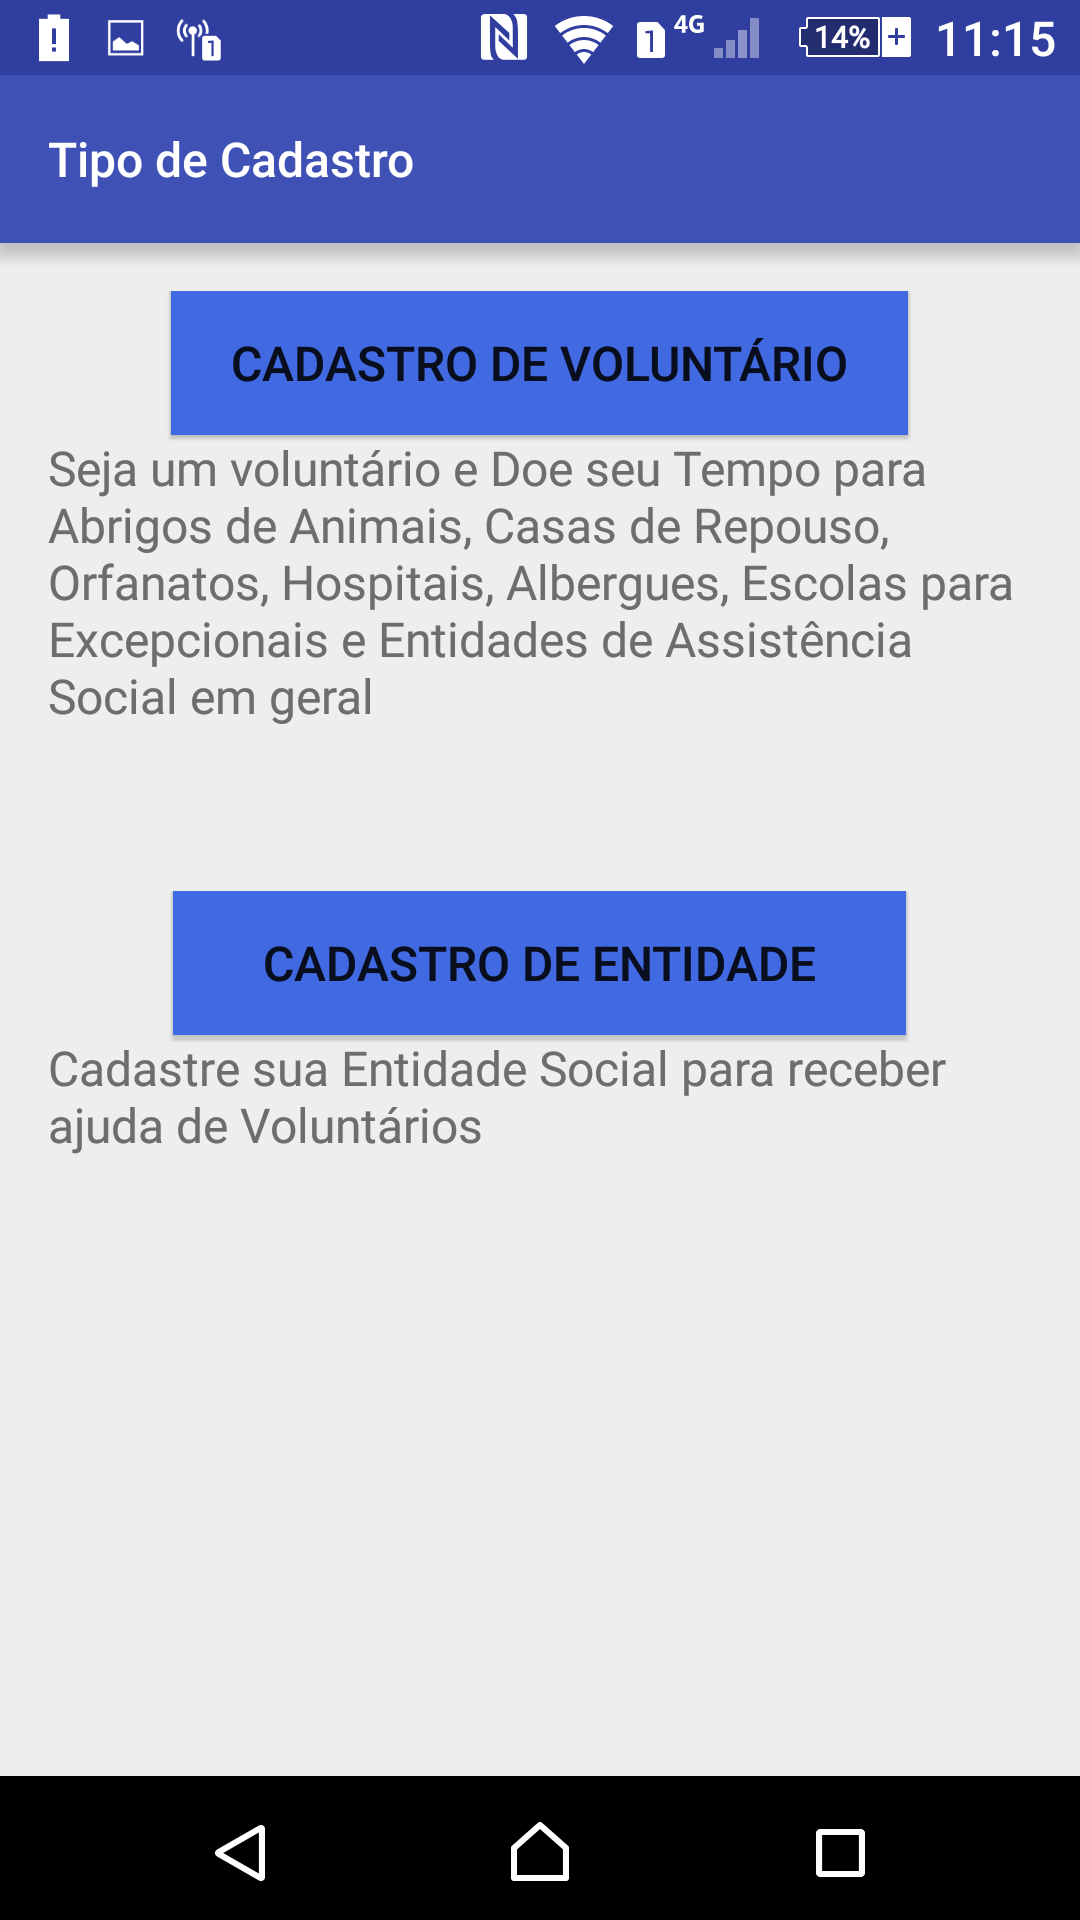 4G 14% 11:15
Tipo de Cadastro
CADASTRO DE VOLUNTÁRIO
Seja um voluntário e Doe seu Tempo para
Abrigos de Animais, Casas de Repouso,
Orfanatos, Hospitais, Albergues, Escolas para
Excepcionais e Entidades de Assistência
Social em geral
CADASTRO DE ENTIDADE
Cadastre sua Entidade Social para receber
ajuda de Voluntários